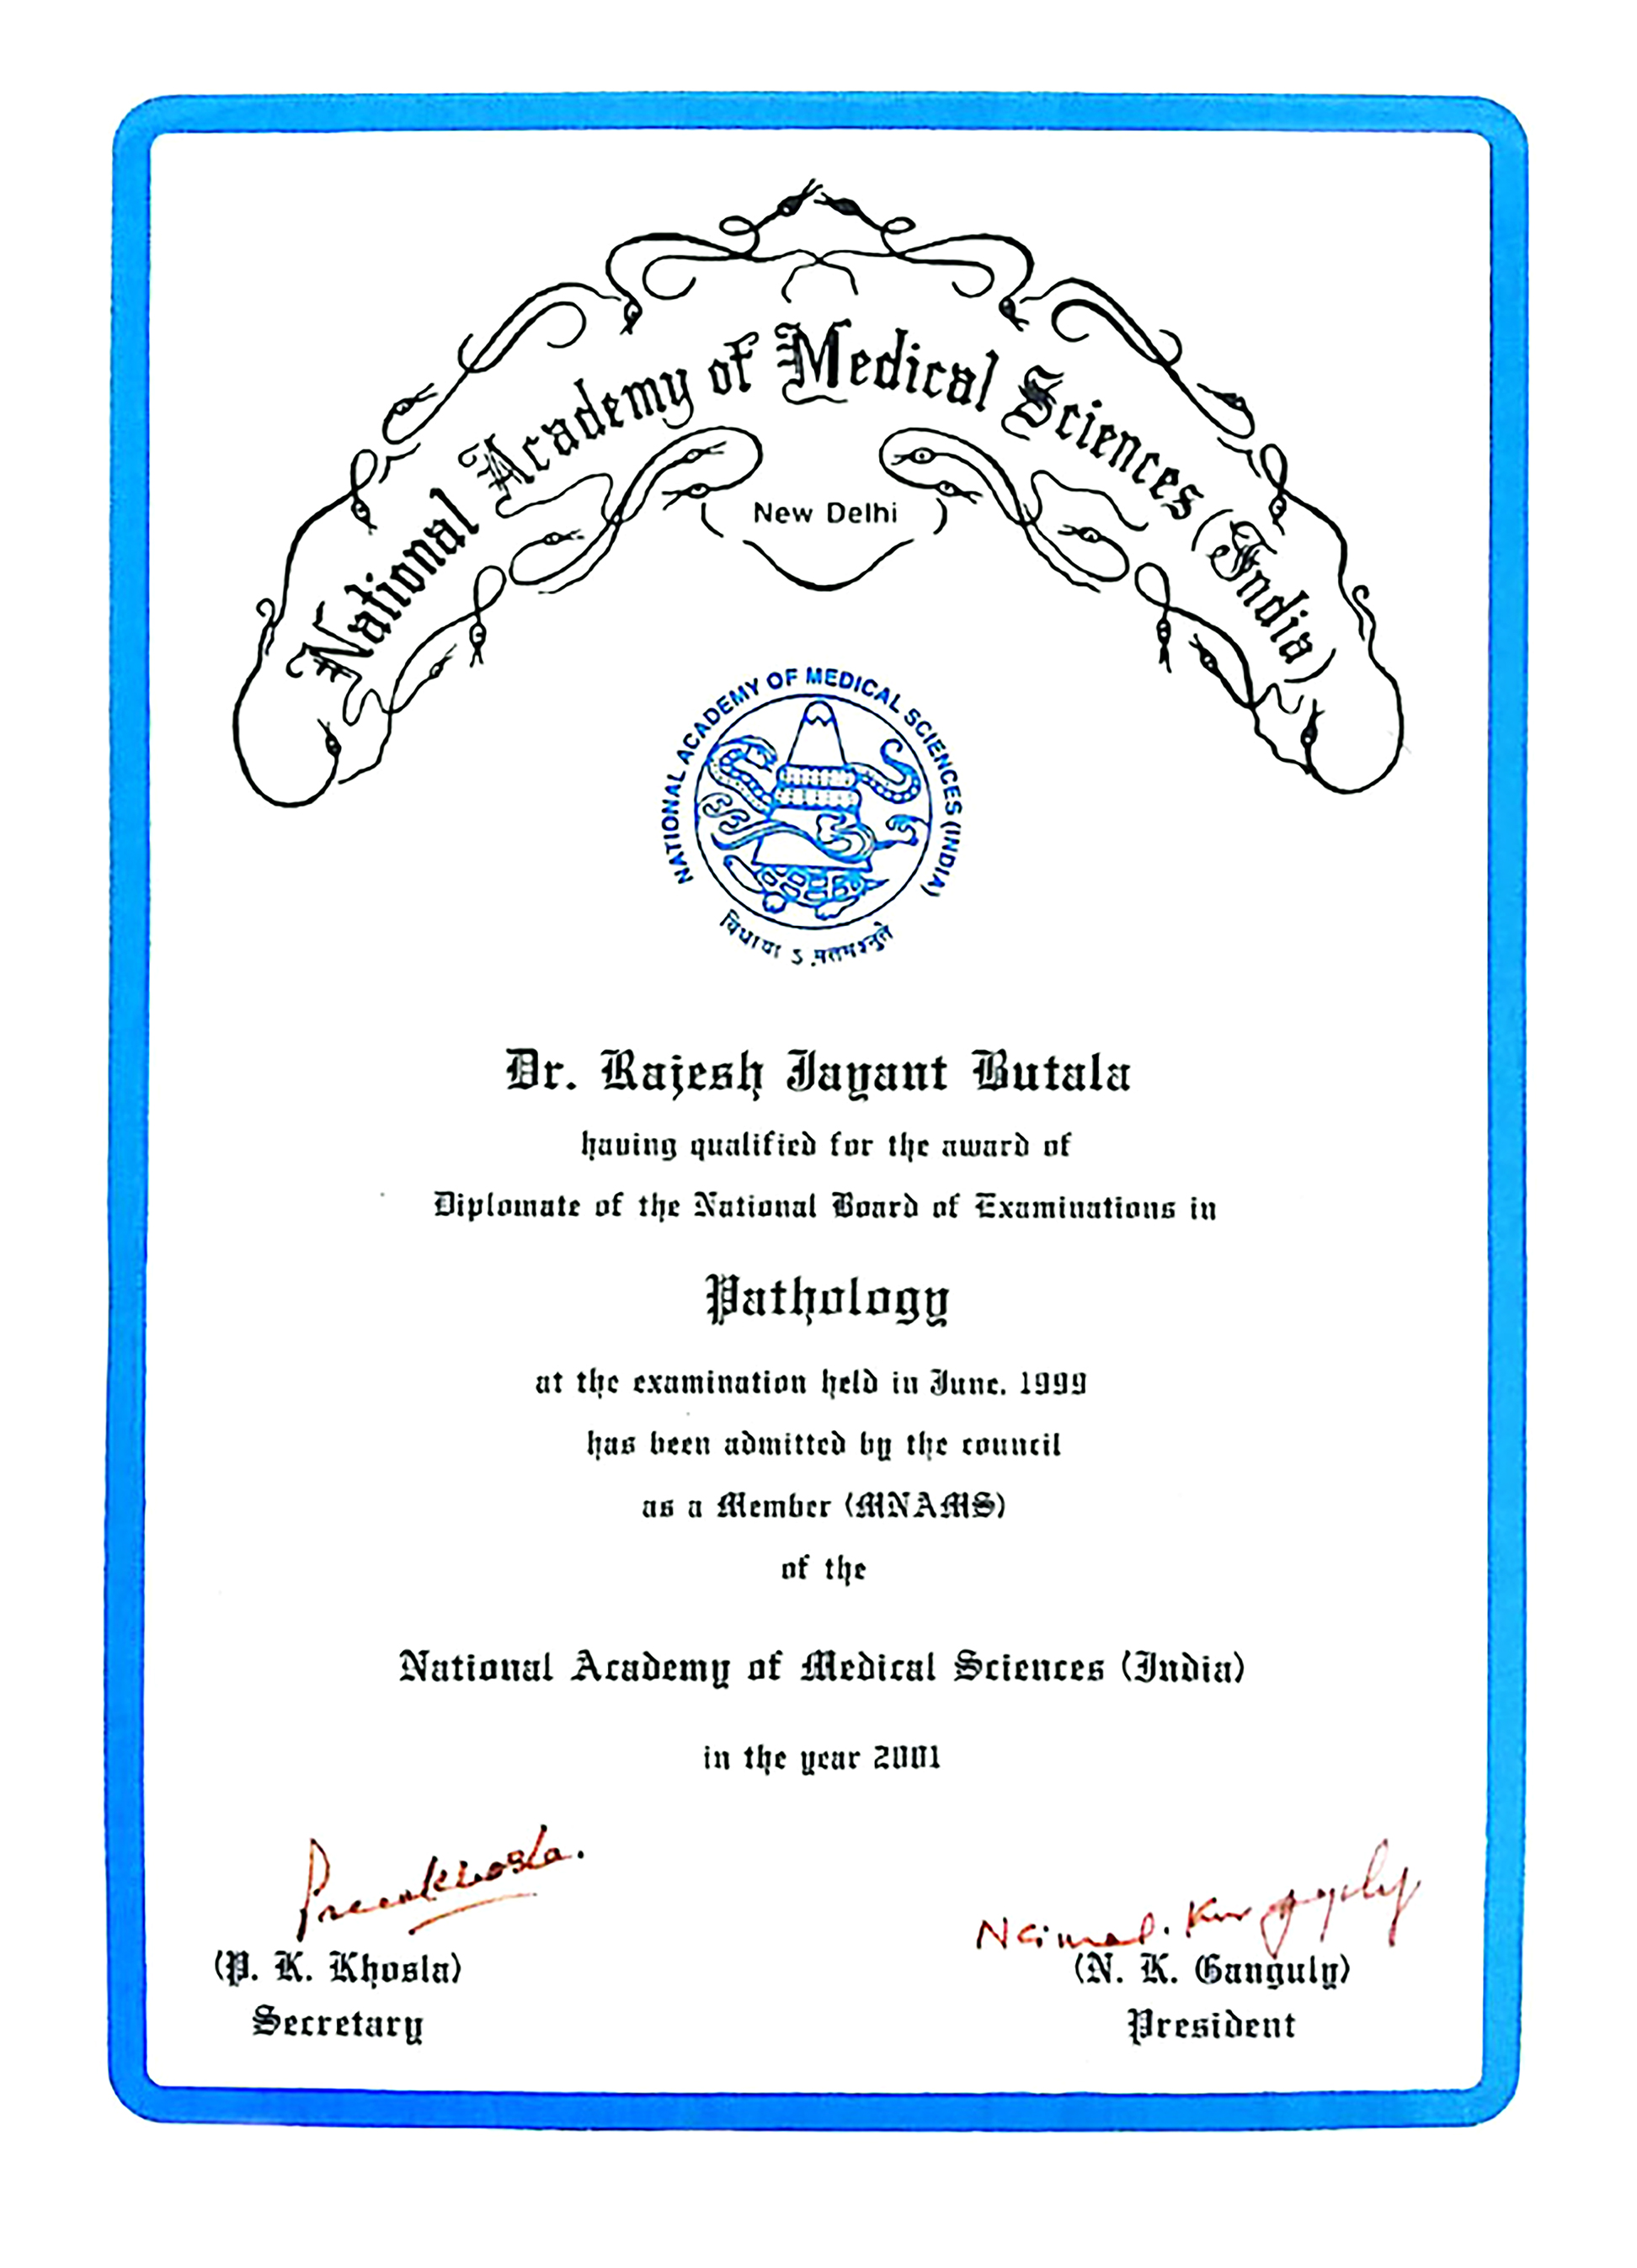 National Academy of Medical Sciences (India)
New Delhi
NATIONAL ACADEMY OF MEDICAL SCIENCES (INDIA)
विद्यया ऽ मृतमश्नुते
Dr. Rajesh Jayant Butala
having qualified for the award of
Diplomate of the National Board of Examinations in
Pathology
at the examination held in June, 1999
has been admitted by the council
as a Member (MNAMS)
of the
National Academy of Medical Sciences (India)
in the year 2001
(P. K. Khosla)
Secretary
(N. K. Ganguly)
President